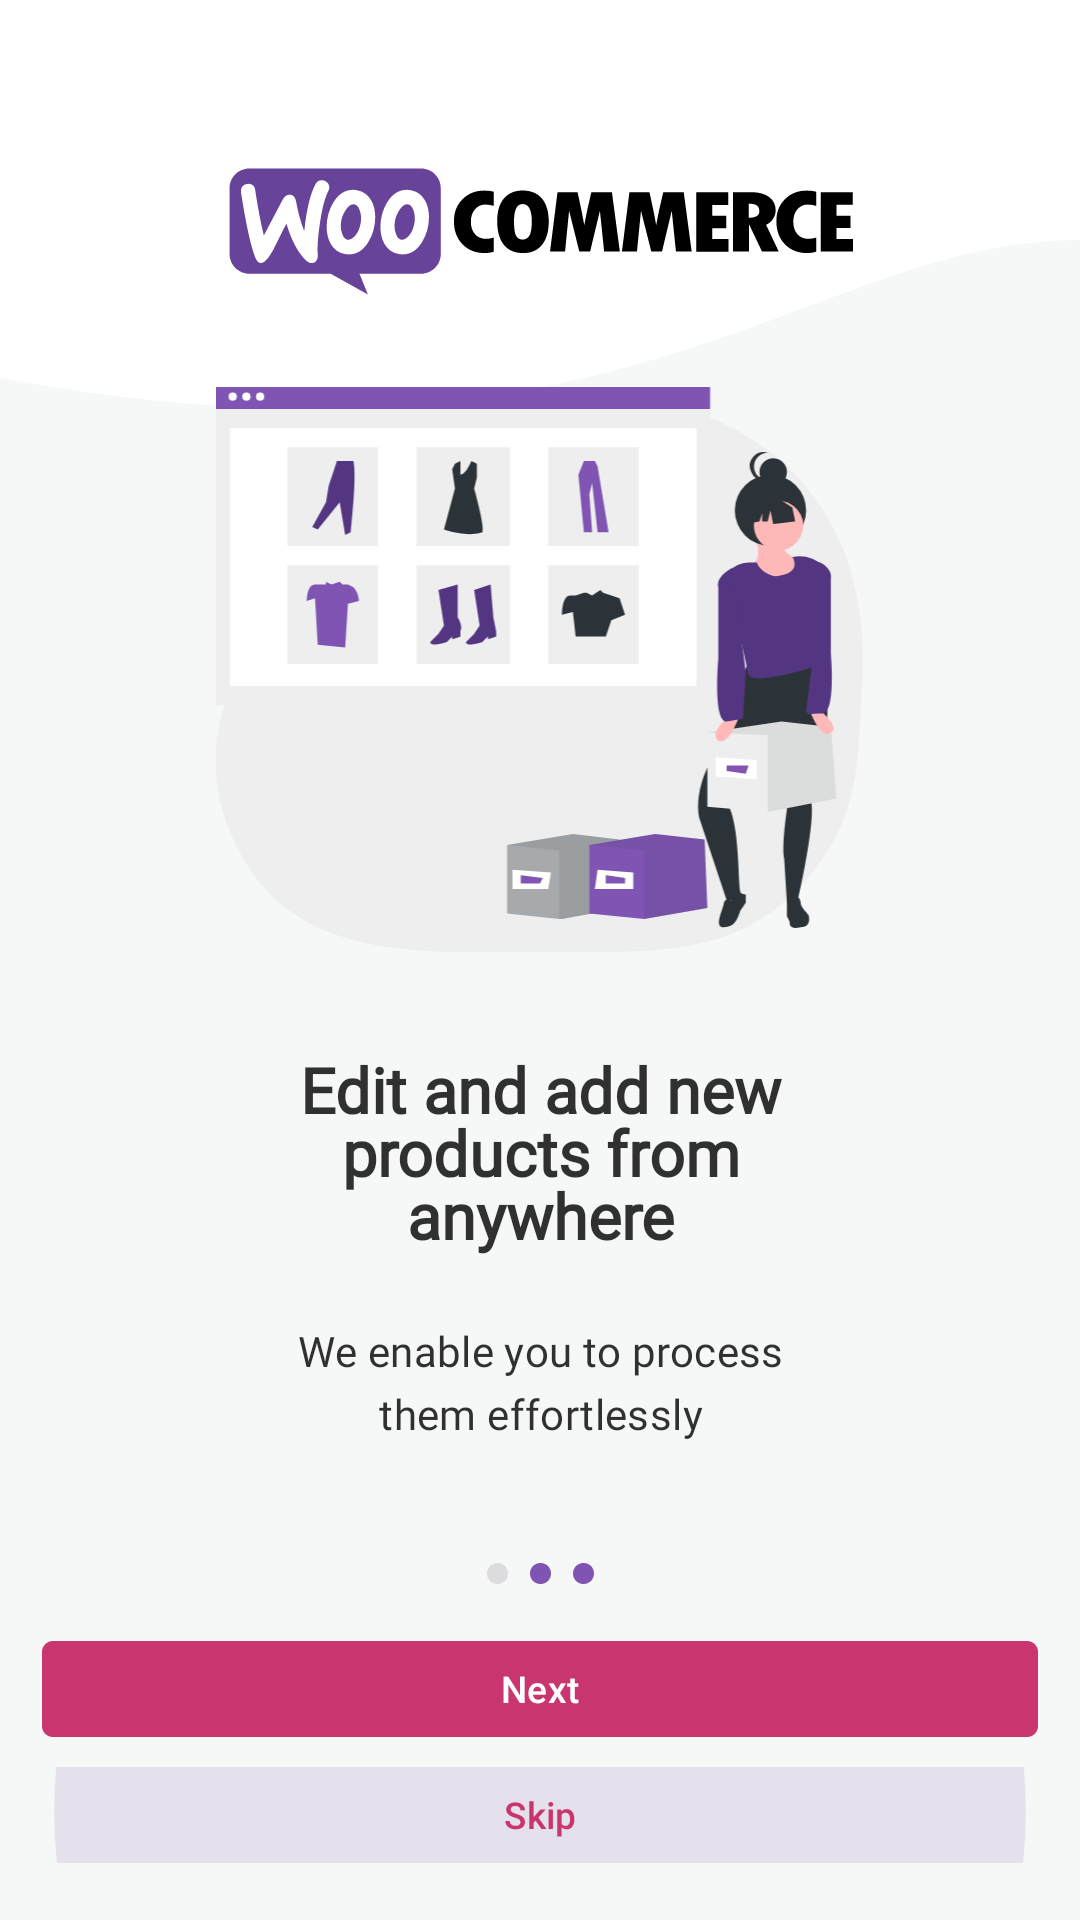 WOO COMMERCE
Edit and add new
products from
anywhere
We enable you to process
them effortlessly
Next
Skip